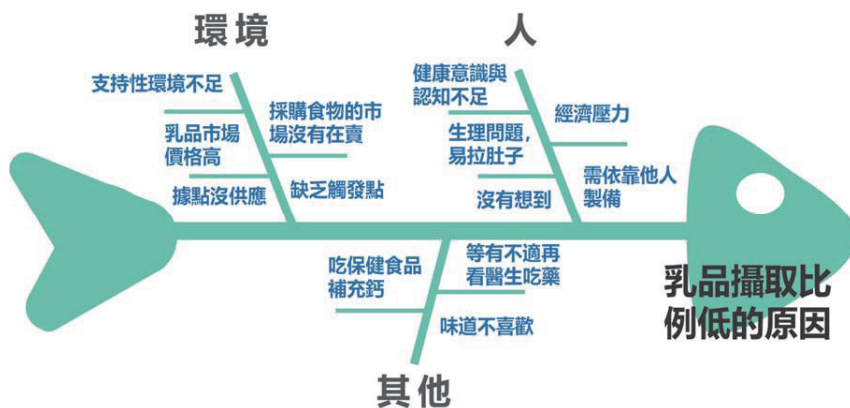 環境
支持性環境不足
乳品市場
價格高
據點沒供應
採購食物的市
場沒有在賣
缺乏觸發點
人
健康意識與
認知不足
生理問題,
易拉肚子
沒有想到
經濟壓力
需依靠他人
製備
吃保健食品
補充鈣
等有不適再
看醫生吃藥
味道不喜歡
其他
乳品攝取比
例低的原因